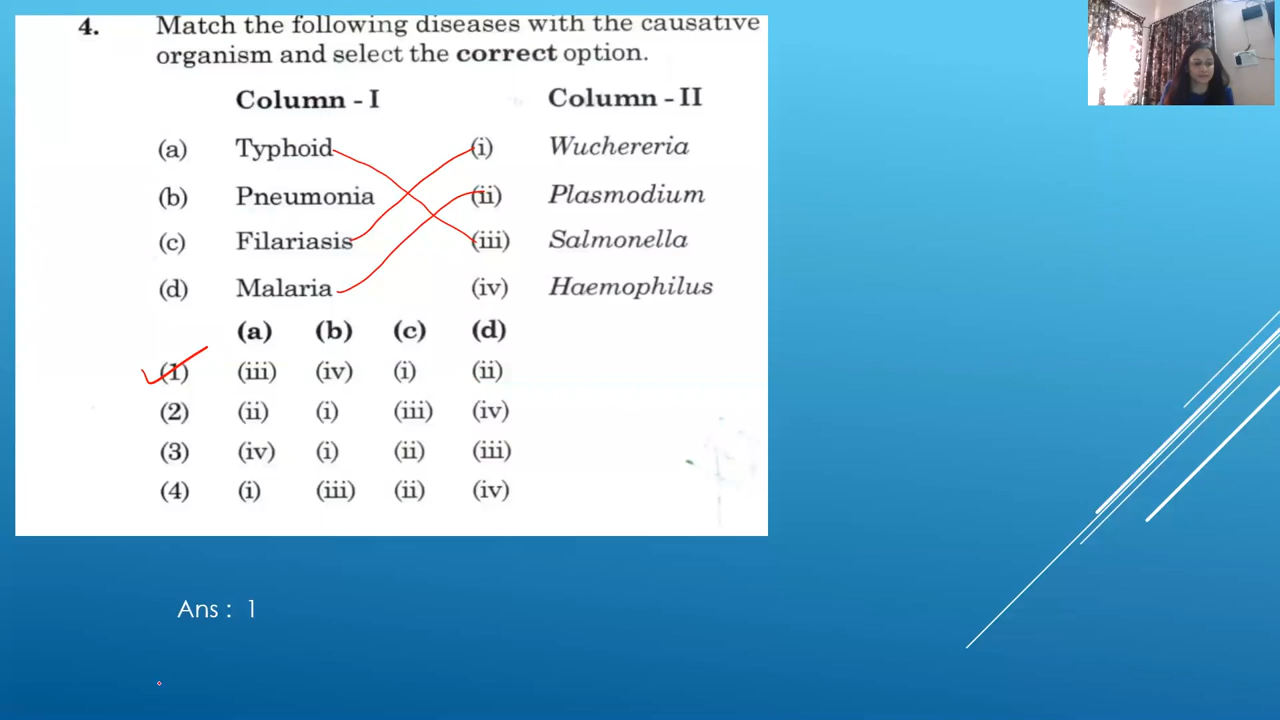 4. Match the following diseases with the causative
organism and select the correct option.
Column - I Column - II
(a) Typhoid (i) Wuchereria
(b) Pneumonia (ii) Plasmodium
(c) Filariasis (iii) Salmonella
(d) Malaria (iv) Haemophilus
(a) (b) (c) (d)
(1) (iii) (iv) (i) (ii)
(2) (ii) (i) (iii) (iv)
(3) (iv) (i) (ii) (iii)
(4) (i) (iii) (ii) (iv)
Ans : 1